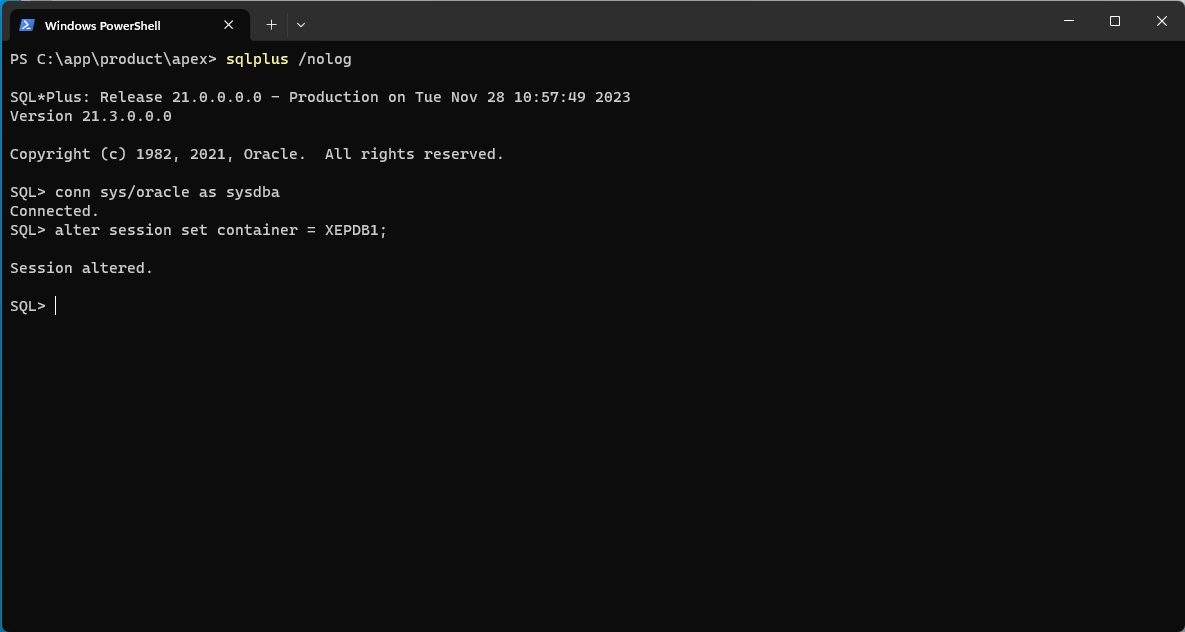 Windows PowerShell
PS C:\app\product\apex> sqlplus /nolog
SQL*Plus: Release 21.0.0.0.0 - Production on Tue Nov 28 10:57:49 2023
Version 21.3.0.0.0
Copyright (c) 1982, 2021, Oracle.  All rights reserved.
SQL> conn sys/oracle as sysdba
Connected.
SQL> alter session set container = XEPDB1;
Session altered.
SQL>